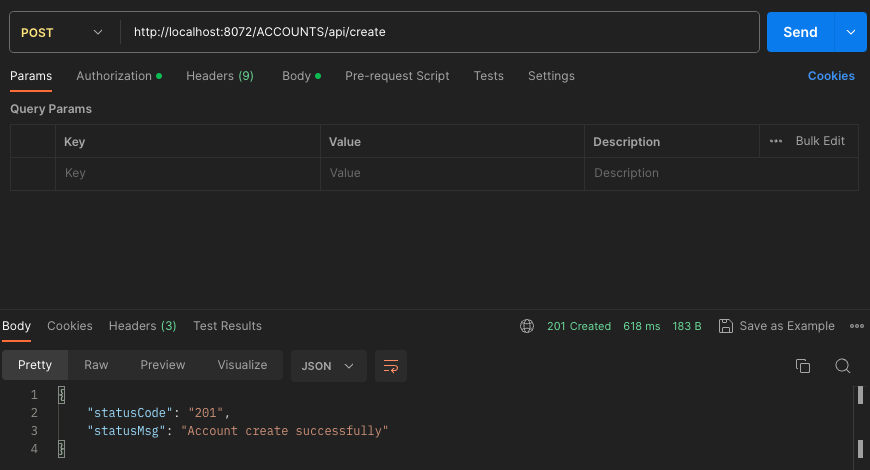 POST http://localhost:8072/ACCOUNTS/api/create Send
Params Authorization Headers (9) Body Pre-request Script Tests Settings Cookies
Query Params
Key Value Description Bulk Edit
Key Value Description
Body Cookies Headers (3) Test Results 201 Created 618 ms 183 B Save as Example
Pretty Raw Preview Visualize JSON
1 {
2 "statusCode": "201",
3 "statusMsg": "Account create successfully"
4 }